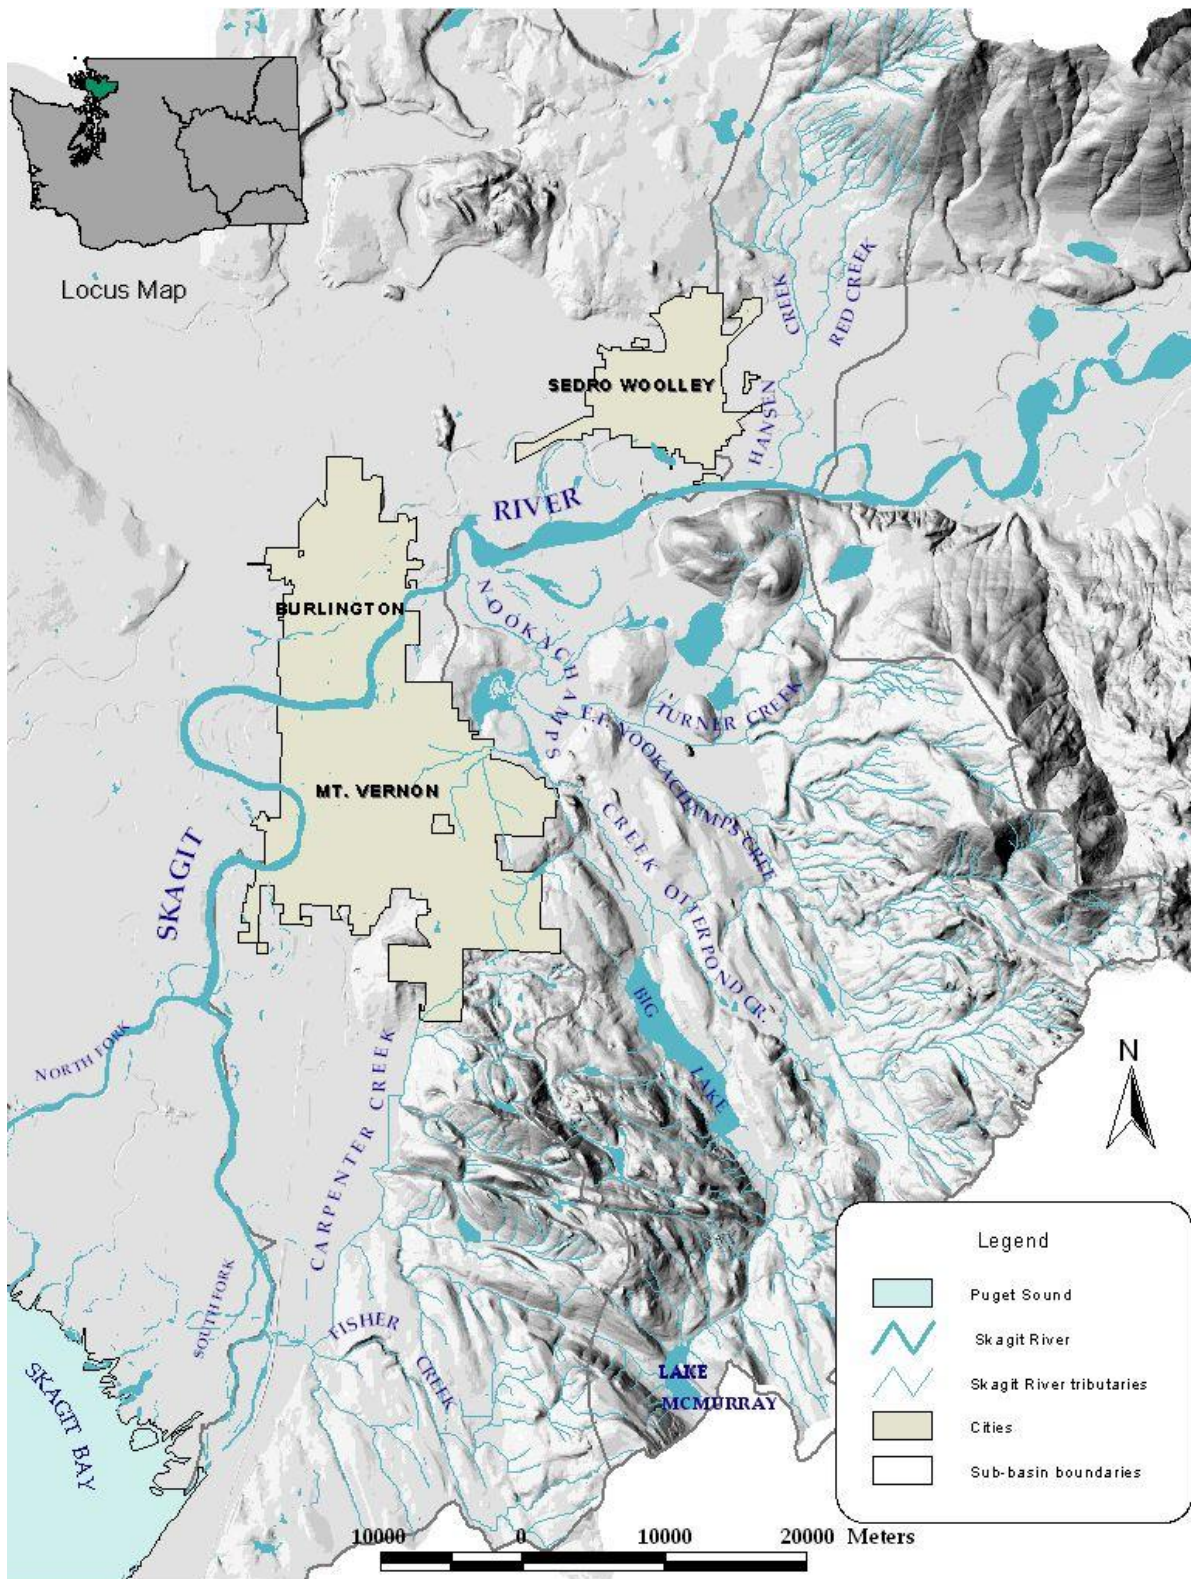 Locus Map
CREEK
RED CREEK
SEDRO WOOLLEY
HANSEN
RIVER
NOOKACHAMPS
BURLINGTON
TURNER CREEK
E.F. NOOKACHAMPS CREE
MT. VERNON
SKAGIT
CREEK
OTTERPOND CR.
BIG
LAKE
NORTH FORK
CARPENTER CREEK
N
SOUTH FORK
FISHER
CREEK
SKAGIT BAY
LAKE
MCMURRAY
Legend
Puget Sound
Skagit River
Skagit River tributaries
Cities
Sub-basin boundaries
10000 0 10000 20000 Meters